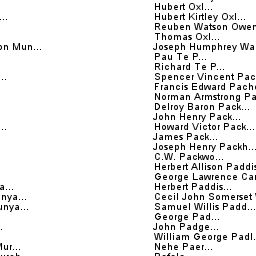 Hubert Oxl...
... Hubert Kirtley Oxl...
Reuben Watson Ower
Thomas Oxl...
on Mun... Joseph Humphrey Wa
Pau Te P...
Richard Te P...
... Spencer Vincent Pac
Francis Edward Pach
Norman Armstrong Pa
Delroy Baron Pack...
John Henry Pack...
... Howard Victor Pack...
James Pack...
Joseph Henry Packh...
C.W. Packwo...
Herbert Allison Paddis
George Lawrence Car
a... Herbert Paddis...
nya... Cecil John Somerset
unya... Samuel Willis Padd...
George Pad...
.. John Padge...
William George Padl.
Mur... Nehe Paer...